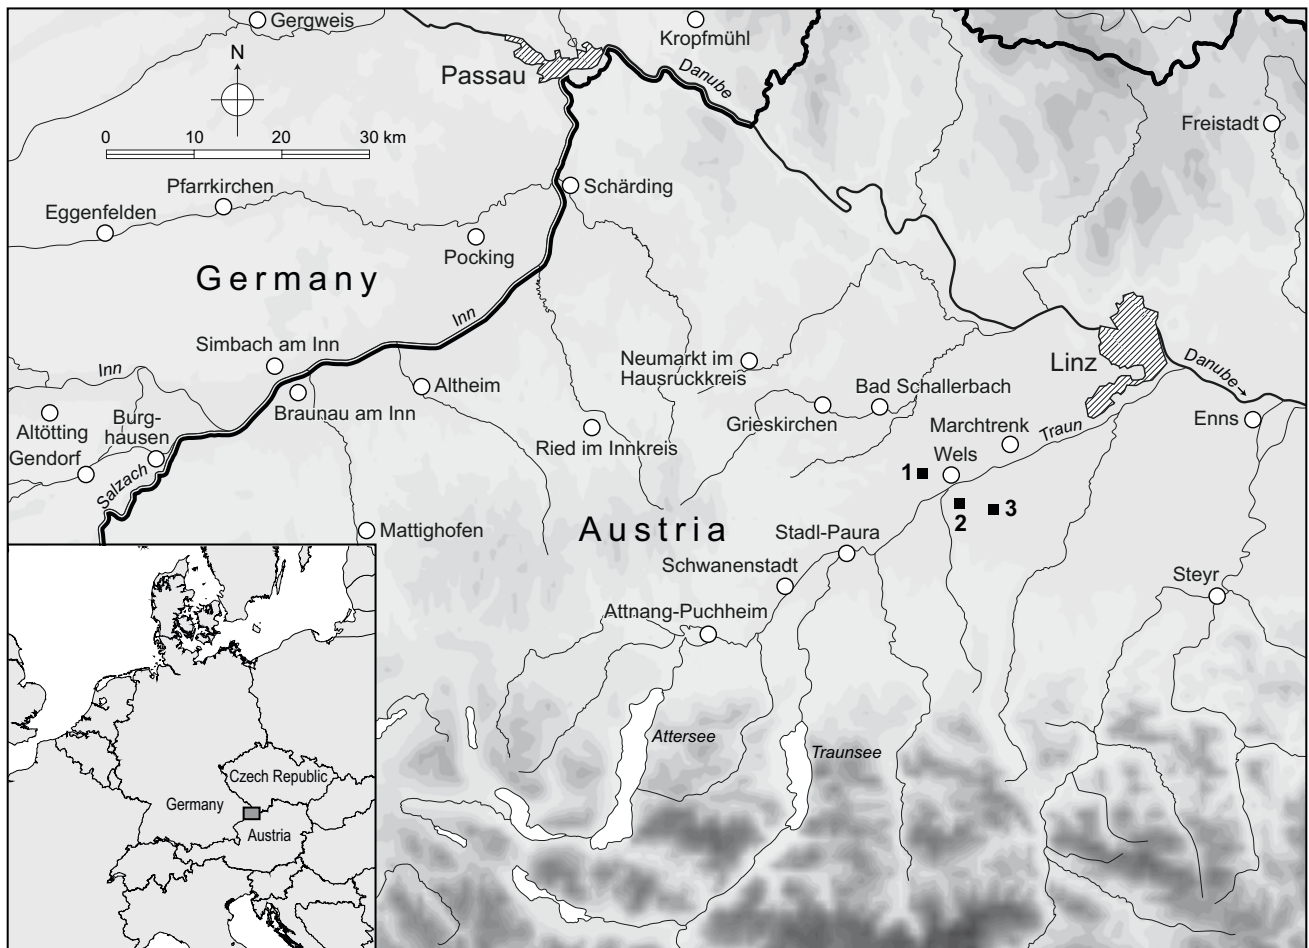 Gergweis
Kropfmühl
N
Passau
Danube
0 10 20 30 km
Freistadt
Pfarrkirchen
Schärding
Eggenfelden
Pocking
Germany
Inn
Simbach am Inn
Neumarkt im
Hausruckkreis
Linz
Danube
Inn
Altheim
Bad Schallerbach
Braunau am Inn
Altötting
Burg-
hausen
Grieskirchen
Marchtrenk
Traun
Enns
Gendorf
Ried im Innkreis
Wels
Salzach
1
2
3
Mattighofen
Austria
Stadl-Paura
Schwanenstadt
Steyr
Attnang-Puchheim
Attersee
Traunsee
Czech Republic
Germany
Austria